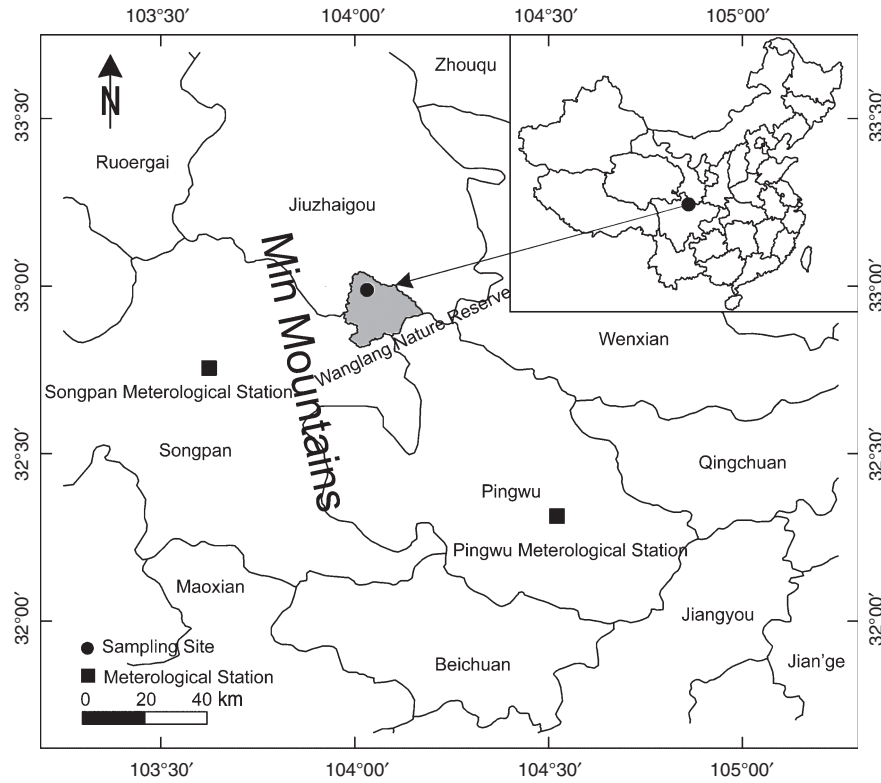 103°30′ 104°00′ 104°30′ 105°00′
Zhouqu
33°30′ 33°30′
N
Ruoergai
Jiuzhaigou
33°00′ 33°00′
Min Mountains
Wanglang Nature Reserve
Wenxian
Songpan Meterological Station
Songpan
32°30′ 32°30′
Qingchuan
Pingwu
Pingwu Meterological Station
Maoxian
32°00′ 32°00′
Jiangyou
Sampling Site
Beichuan
Jian’ge
Meterological Station
0 20 40 km
103°30′ 104°00′ 104°30′ 105°00′